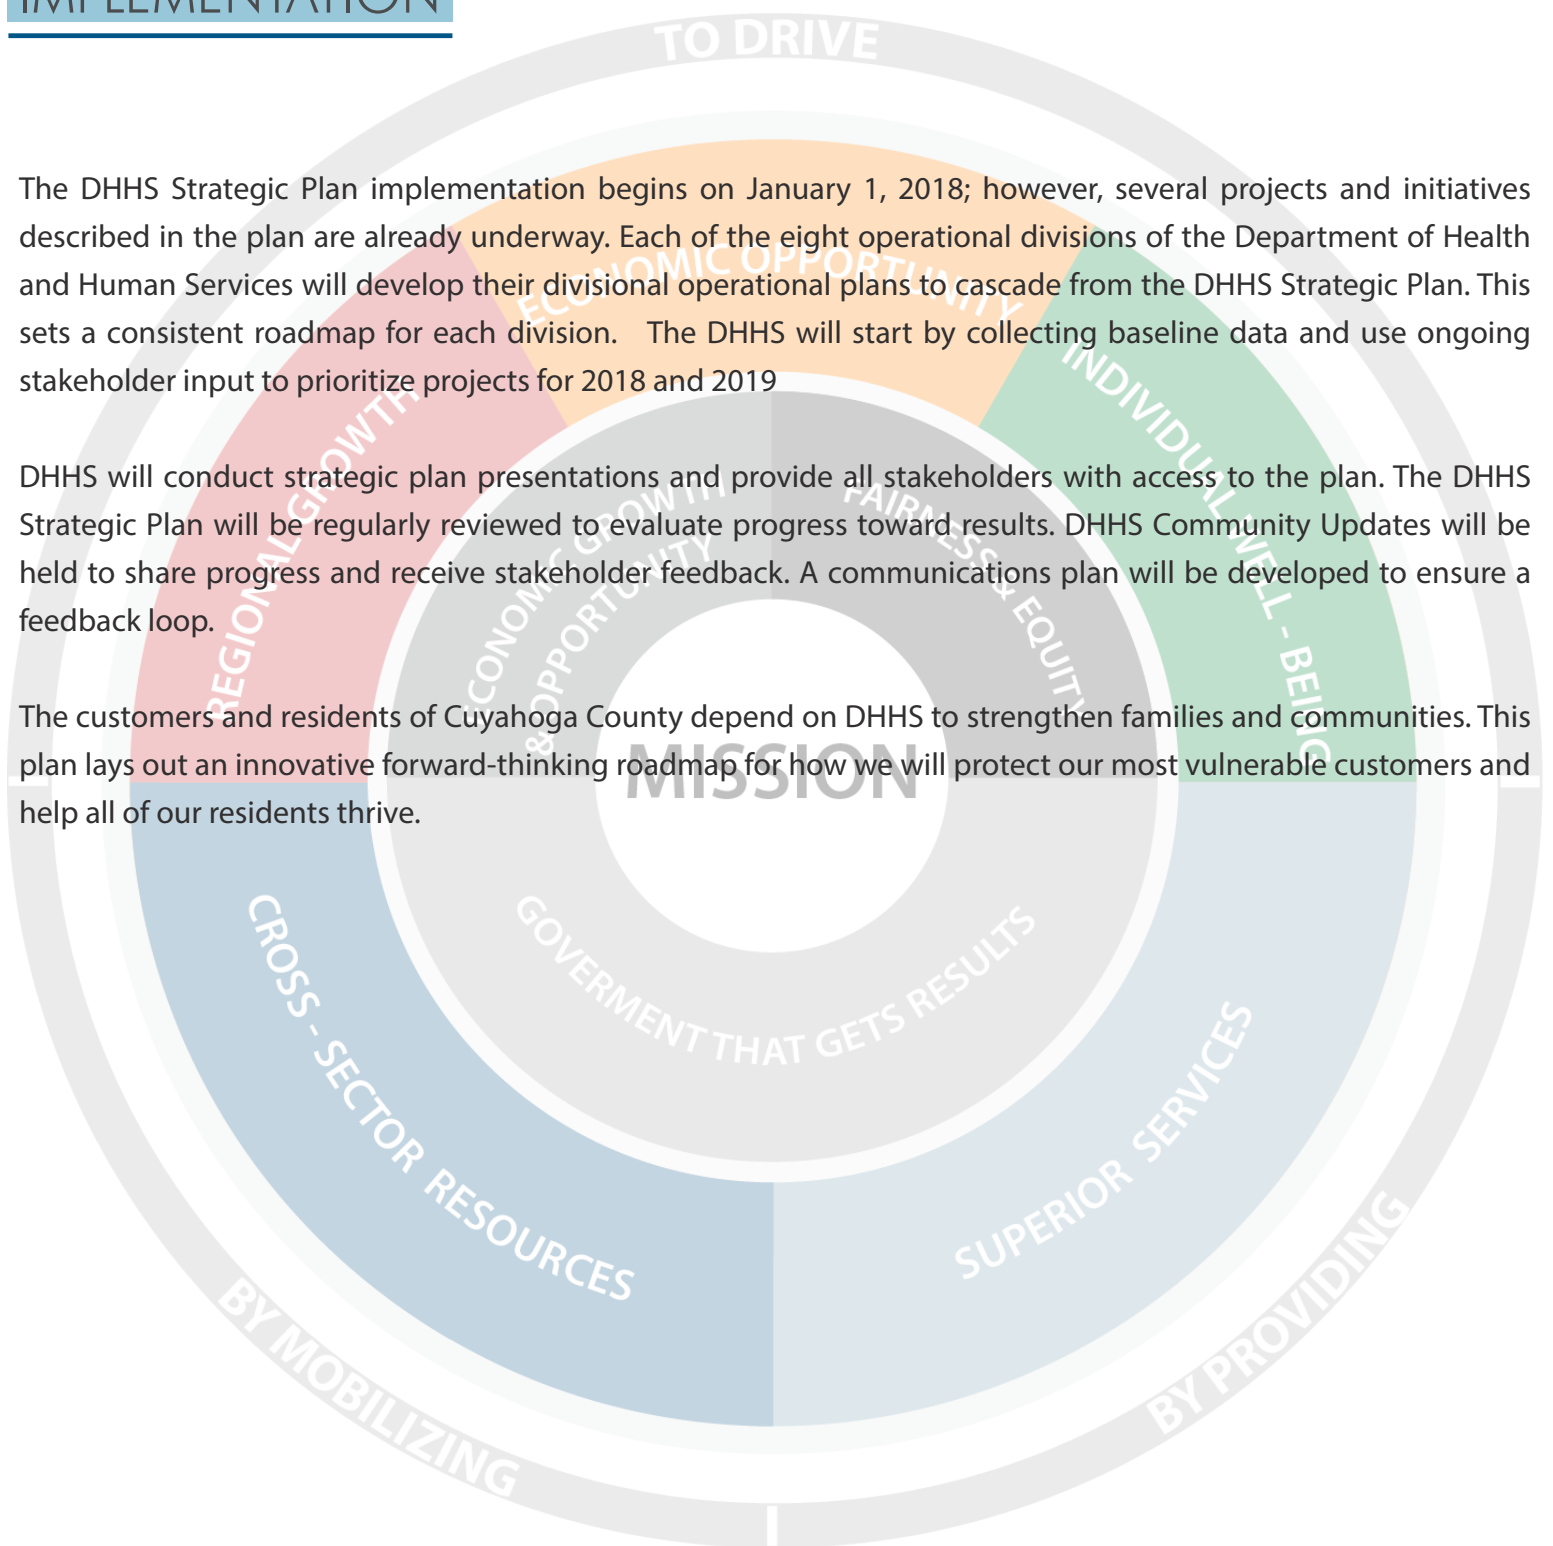 IMPLEMENTATION
TO DRIVE
The DHHS Strategic Plan implementation begins on January 1, 2018; however, several projects and initiatives
described in the plan are already underway. Each of the eight operational divisions of the Department of Health
and Human Services will develop their divisional operational plans to cascade from the DHHS Strategic Plan. This
sets a consistent roadmap for each division. The DHHS will start by collecting baseline data and use ongoing
stakeholder input to prioritize projects for 2018 and 2019
DHHS will conduct strategic plan presentations and provide all stakeholders with access to the plan. The DHHS
Strategic Plan will be regularly reviewed to evaluate progress toward results. DHHS Community Updates will be
held to share progress and receive stakeholder feedback. A communications plan will be developed to ensure a
feedback loop.
The customers and residents of Cuyahoga County depend on DHHS to strengthen families and communities. This
plan lays out an innovative forward-thinking roadmap for how we will protect our most vulnerable customers and
help all of our residents thrive.
ECONOMIC OPPORTUNITY
REGIONAL GROWTH
INDIVIDUAL WELL - BEING
ECONOMIC GROWTH
& OPPORTUNITY
FAIRNESS & EQUITY
MISSION
GOVERMENT THAT GETS RESULTS
CROSS - SECTOR RESOURCES
SUPERIOR SERVICES
BY MOBILIZING
BY PROVIDING